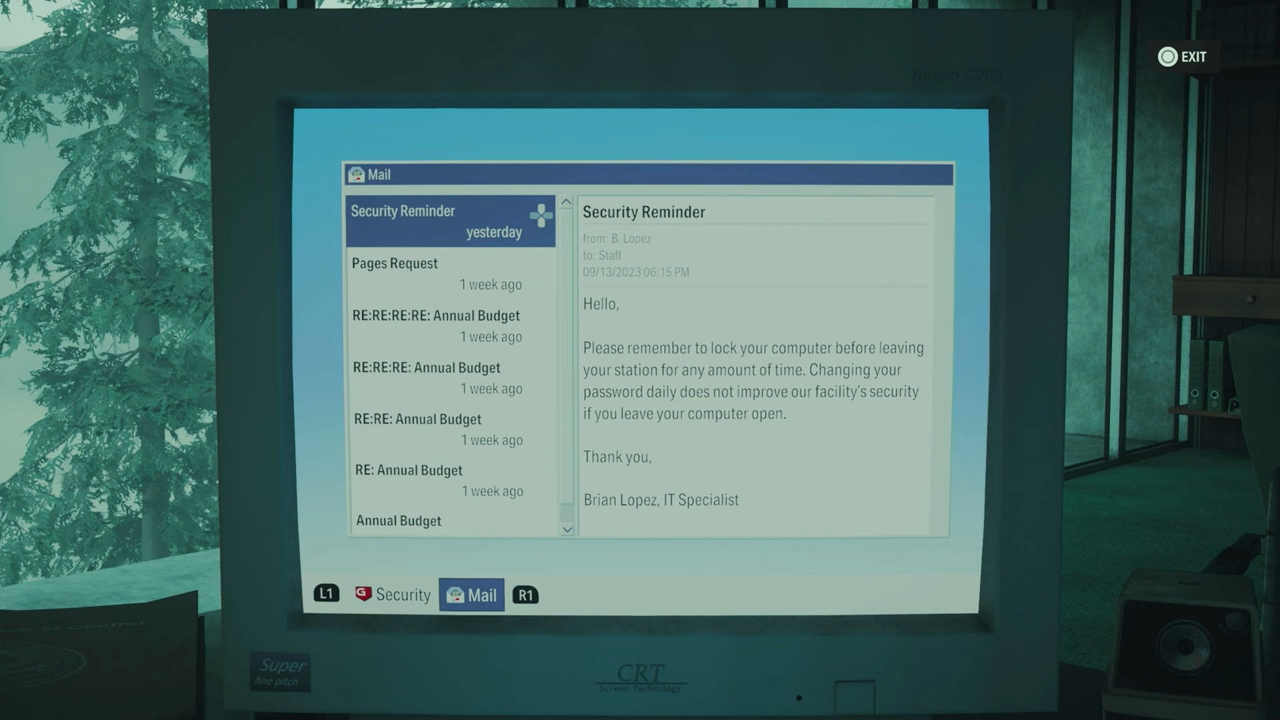 Tribolo C200
EXIT
Mail
Security Reminder
yesterday
Pages Request
1 week ago
RE:RE:RE:RE: Annual Budget
1 week ago
RE:RE:RE: Annual Budget
1 week ago
RE:RE: Annual Budget
1 week ago
RE: Annual Budget
1 week ago
Annual Budget
Security Reminder
from: B. Lopez
to: Staff
09/13/2023 06:15 PM
Hello,
Please remember to lock your computer before leaving
your station for any amount of time. Changing your
password daily does not improve our facility's security
if you leave your computer open.
Thank you,
Brian Lopez, IT Specialist
L1
G
Security
Mail
R1
Super
fine pitch
CRT
Screen Technology